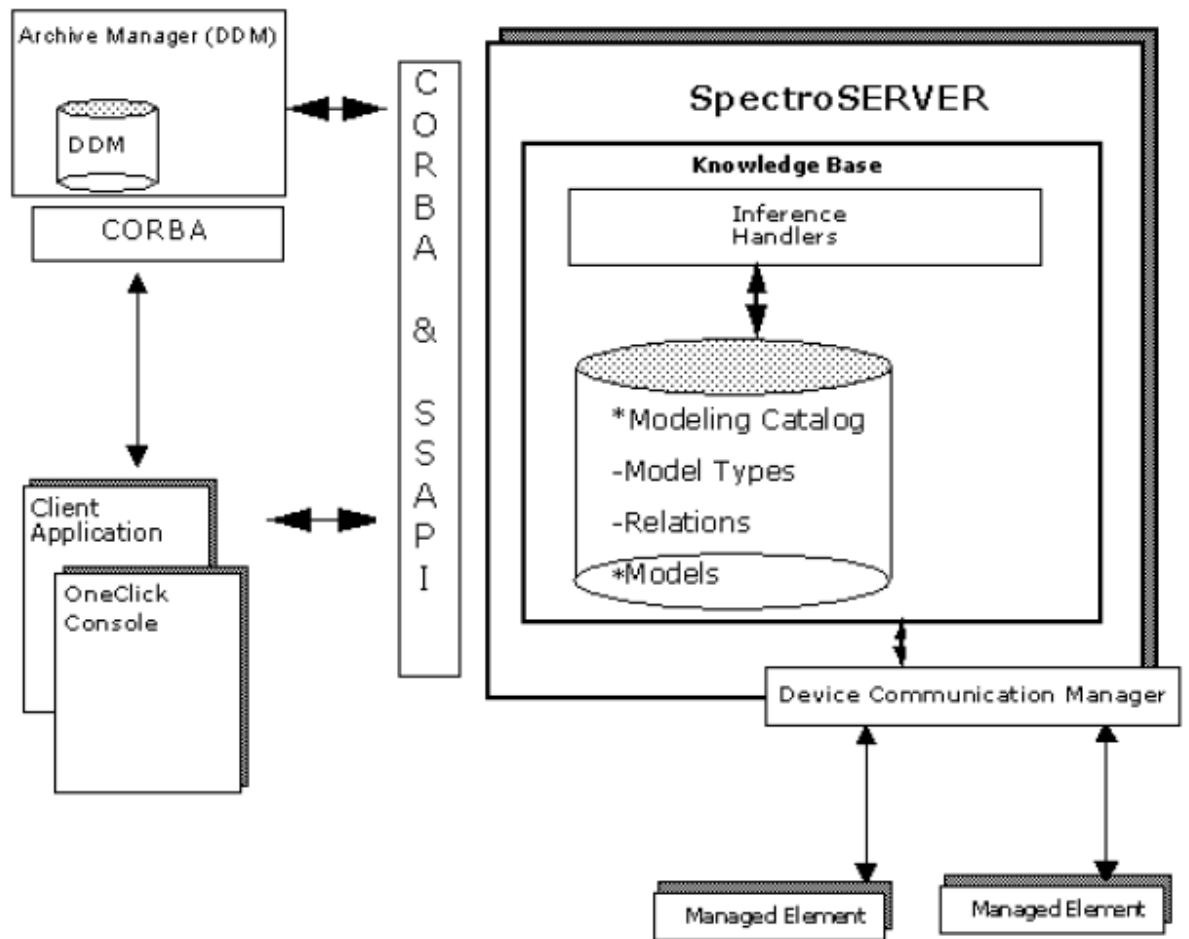 Archive Manager (DDM)
DDM
CORBA
Client
Application
OneClick
Console
C
O
R
B
A
&
S
S
A
P
I
SpectroSERVER
Knowledge Base
Inference
Handlers
*Modeling Catalog
-Model Types
-Relations
*Models
Device Communication Manager
Managed Element
Managed Element